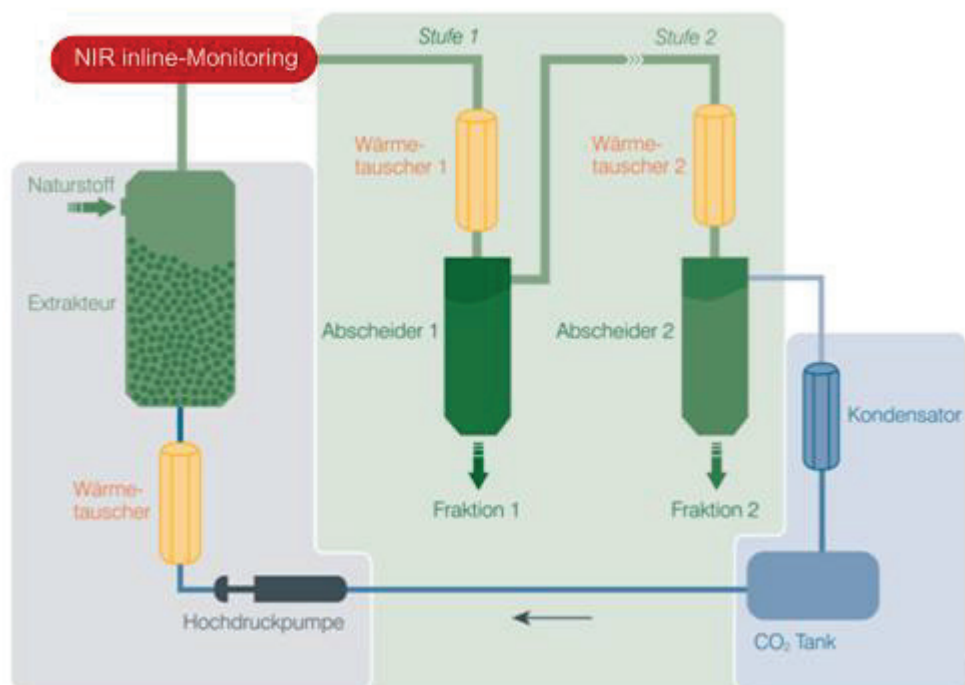 NIR inline-Monitoring
Stufe 1
Stufe 2
Wärme-
tauscher 1
Wärme-
tauscher 2
Naturstoff
Extrakteur
Abscheider 1
Abscheider 2
Kondensator
Wärme-
tauscher
Fraktion 1
Fraktion 2
Hochdruckpumpe
CO₂ Tank